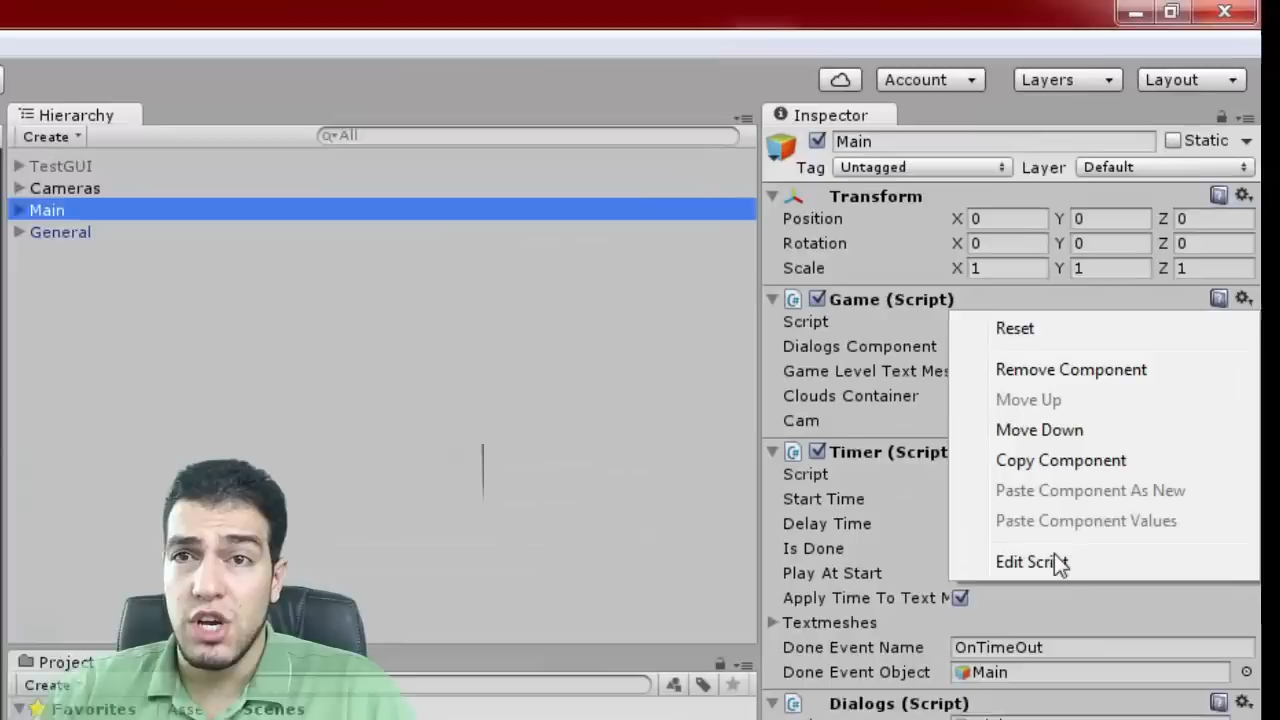 Account
Layers
Layout
Hierarchy
Inspector
Create
All
Main
Static
TestGUI
Tag
Untagged
Layer
Default
Cameras
Main
General
Transform
Position
X
0
Y
0
Z
0
Rotation
X
0
Y
0
Z
0
Scale
X
1
Y
1
Z
1
Game (Script)
Script
Dialogs Component
Game Level Text Mes
Clouds Container
Cam
Reset
Remove Component
Move Up
Move Down
Copy Component
Paste Component As New
Paste Component Values
Edit Script
Timer (Script
Script
Start Time
Delay Time
Is Done
Play At Start
Apply Time To Text M
Textmeshes
Done Event Name
OnTimeOut
Done Event Object
Main
Dialogs (Script)
Project
Create
Favorites
Asse
Scenes